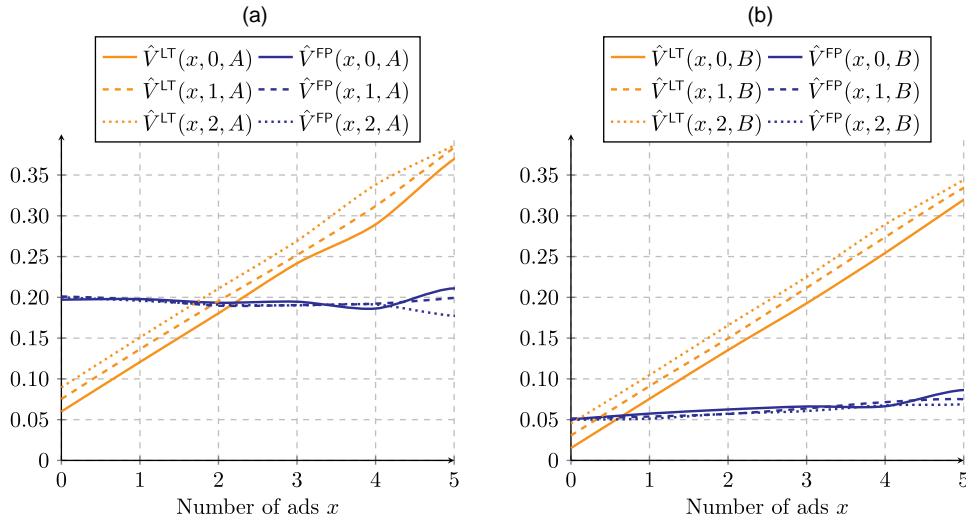 (a)
V̂^LT(x, 0, A) V̂^FP(x, 0, A)
V̂^LT(x, 1, A) V̂^FP(x, 1, A)
V̂^LT(x, 2, A) V̂^FP(x, 2, A)
0.35
0.30
0.25
0.20
0.15
0.10
0.05
0
0 1 2 3 4 5
Number of ads x
(b)
V̂^LT(x, 0, B) V̂^FP(x, 0, B)
V̂^LT(x, 1, B) V̂^FP(x, 1, B)
V̂^LT(x, 2, B) V̂^FP(x, 2, B)
0.35
0.30
0.25
0.20
0.15
0.10
0.05
0
0 1 2 3 4 5
Number of ads x